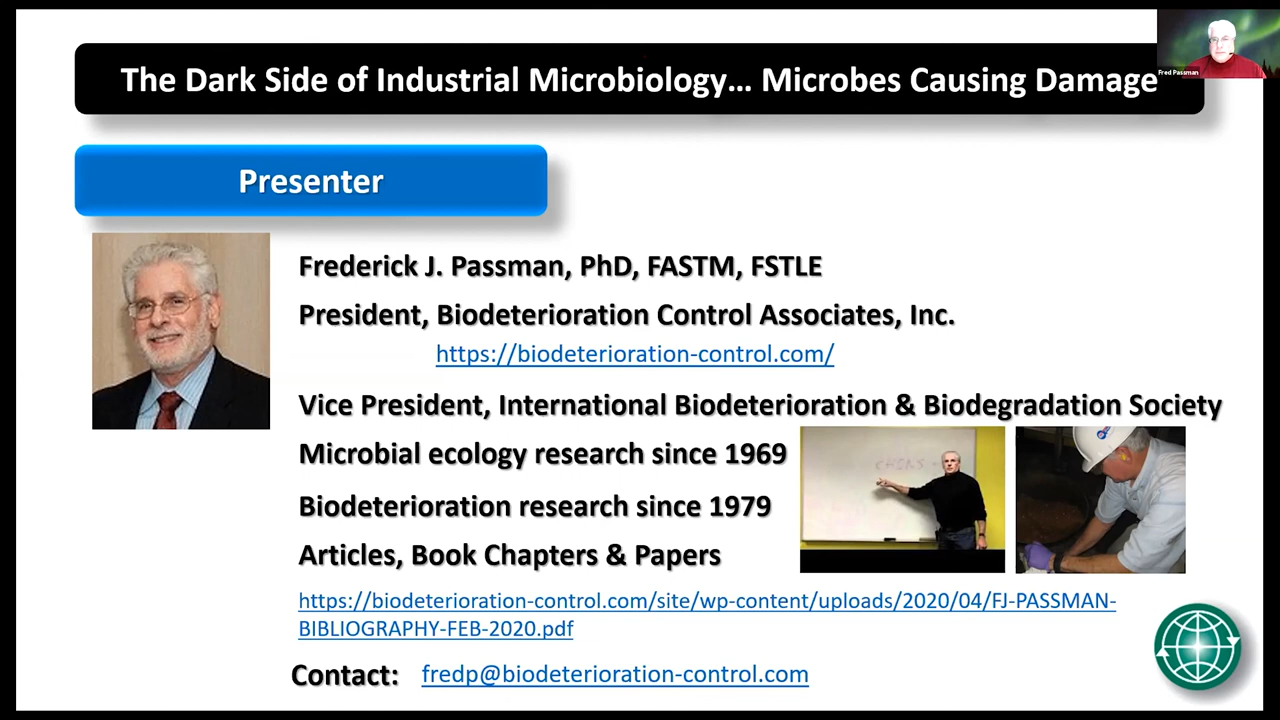 The Dark Side of Industrial Microbiology... Microbes Causing Damage
Fred Passman
Presenter
Frederick J. Passman, PhD, FASTM, FSTLE
President, Biodeterioration Control Associates, Inc.
https://biodeterioration-control.com/
Vice President, International Biodeterioration & Biodegradation Society
Microbial ecology research since 1969
Biodeterioration research since 1979
Articles, Book Chapters & Papers
https://biodeterioration-control.com/site/wp-content/uploads/2020/04/FJ-PASSMAN-
BIBLIOGRAPHY-FEB-2020.pdf
Contact: fredp@biodeterioration-control.com